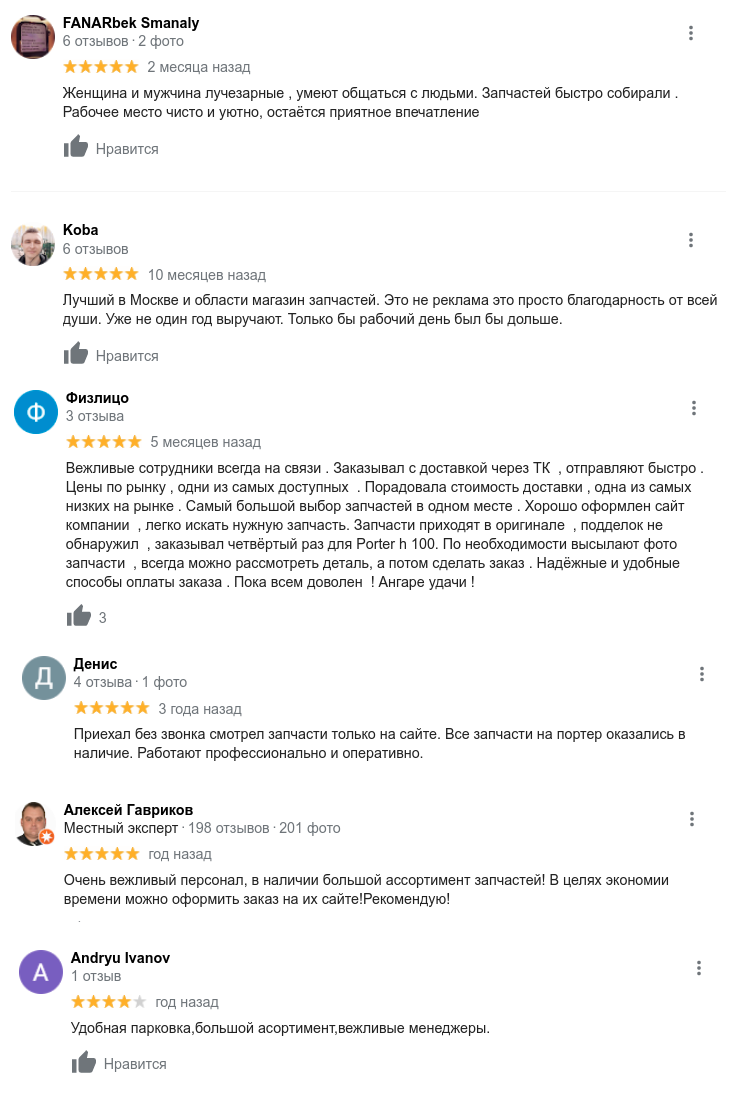 FANARbek Smanaly
6 отзывов · 2 фото
2 месяца назад
Женщина и мужчина лучезарные , умеют общаться с людьми. Запчастей быстро собирали .
Рабочее место чисто и уютно, остаётся приятное впечатление
Нравится
Koba
6 отзывов
10 месяцев назад
Лучший в Москве и области магазин запчастей. Это не реклама это просто благодарность от всей
души. Уже не один год выручают. Только бы рабочий день был бы дольше.
Нравится
Ф
Физлицо
3 отзыва
5 месяцев назад
Вежливые сотрудники всегда на связи . Заказывал с доставкой через ТК  , отправляют быстро .
Цены по рынку , одни из самых доступных  . Порадовала стоимость доставки , одна из самых
низких на рынке . Самый большой выбор запчастей в одном месте . Хорошо оформлен сайт
компании  , легко искать нужную запчасть. Запчасти приходят в оригинале  , подделок не
обнаружил  , заказывал четвёртый раз для Porter h 100. По необходимости высылают фото
запчасти  , всегда можно рассмотреть деталь, а потом сделать заказ . Надёжные и удобные
способы оплаты заказа . Пока всем доволен  ! Ангаре удачи !
3
Д
Денис
4 отзыва · 1 фото
3 года назад
Приехал без звонка смотрел запчасти только на сайте. Все запчасти на портер оказались в
наличие. Работают профессионально и оперативно.
Алексей Гавриков
Местный эксперт · 198 отзывов · 201 фото
год назад
Очень вежливый персонал, в наличии большой ассортимент запчастей! В целях экономии
времени можно оформить заказ на их сайте!Рекомендую!
A
Andryu Ivanov
1 отзыв
год назад
Удобная парковка,большой асортимент,вежливые менеджеры.
Нравится